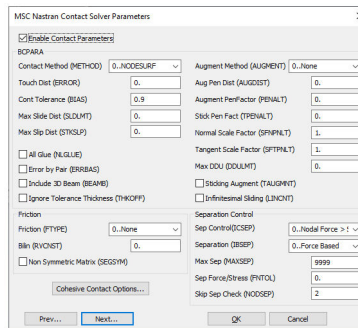 MSC Nastran Contact Solver Parameters
Enable Contact Parameters
BCPARA
Contact Method (METHOD) 0..NODESURF
Touch Dist (ERROR) 0.
Cont Tolerance (BIAS) 0.9
Max Slide Dist (SLDLMT) 0.
Max Slip Dist (STKSLP) 0.
All Glue (NLGLUE)
Error by Pair (ERRBAS)
Include 3D Beam (BEAMB)
Ignore Tolerance Thickness (THKOFF)
Augment Method (AUGMENT) 0..None
Aug Pen Dist (AUGDIST) 0.
Augment PenFactor (PENALT) 0.
Stick Pen Fact (TPENALT) 0.
Normal Scale Factor (SFNPNLT) 1.
Tangent Scale Factor (SFTPNLT) 1.
Max DDU (DDULMT) 0.
Sticking Augment (TAUGMNT)
Infinitesimal Sliding (LINCNT)
Friction
Friction (FTYPE) 0..None
Bilin (RVCNST) 0.
Non Symmetric Matrix (SEGSYM)
Cohesive Contact Options...
Separation Control
Sep Control(ICSEP) 0..Nodal Force >
Separation (IBSEP) 0..Force Based
Max Sep (MAXSEP) 9999
Sep Force/Stress (FNTOL) 0.
Skip Sep Check (NODSEP) 2
Prev... Next... OK Cancel